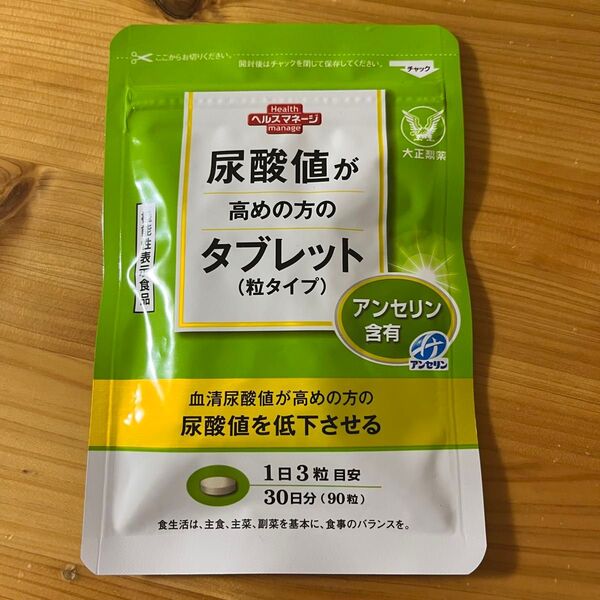 ここからお切りください。
開封後はチャックを閉じて保存してください。
チャック
Health
ヘルスマネージ
manage
大正製薬
尿酸値が
高めの方の
タブレット
(粒タイプ)
機能性表示食品
アンセリン
含有
アンセリン
血清尿酸値が高めの方の
尿酸値を低下させる
1日3粒目安
30日分(90粒)
食生活は、主食、主菜、副菜を基本に、食事のバランスを。